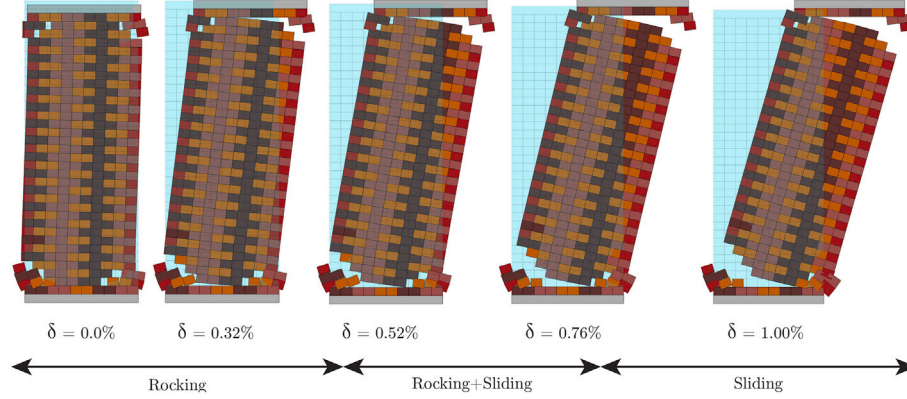 δ = 0.0%
δ = 0.32%
δ = 0.52%
δ = 0.76%
δ = 1.00%
Rocking
Rocking+Sliding
Sliding